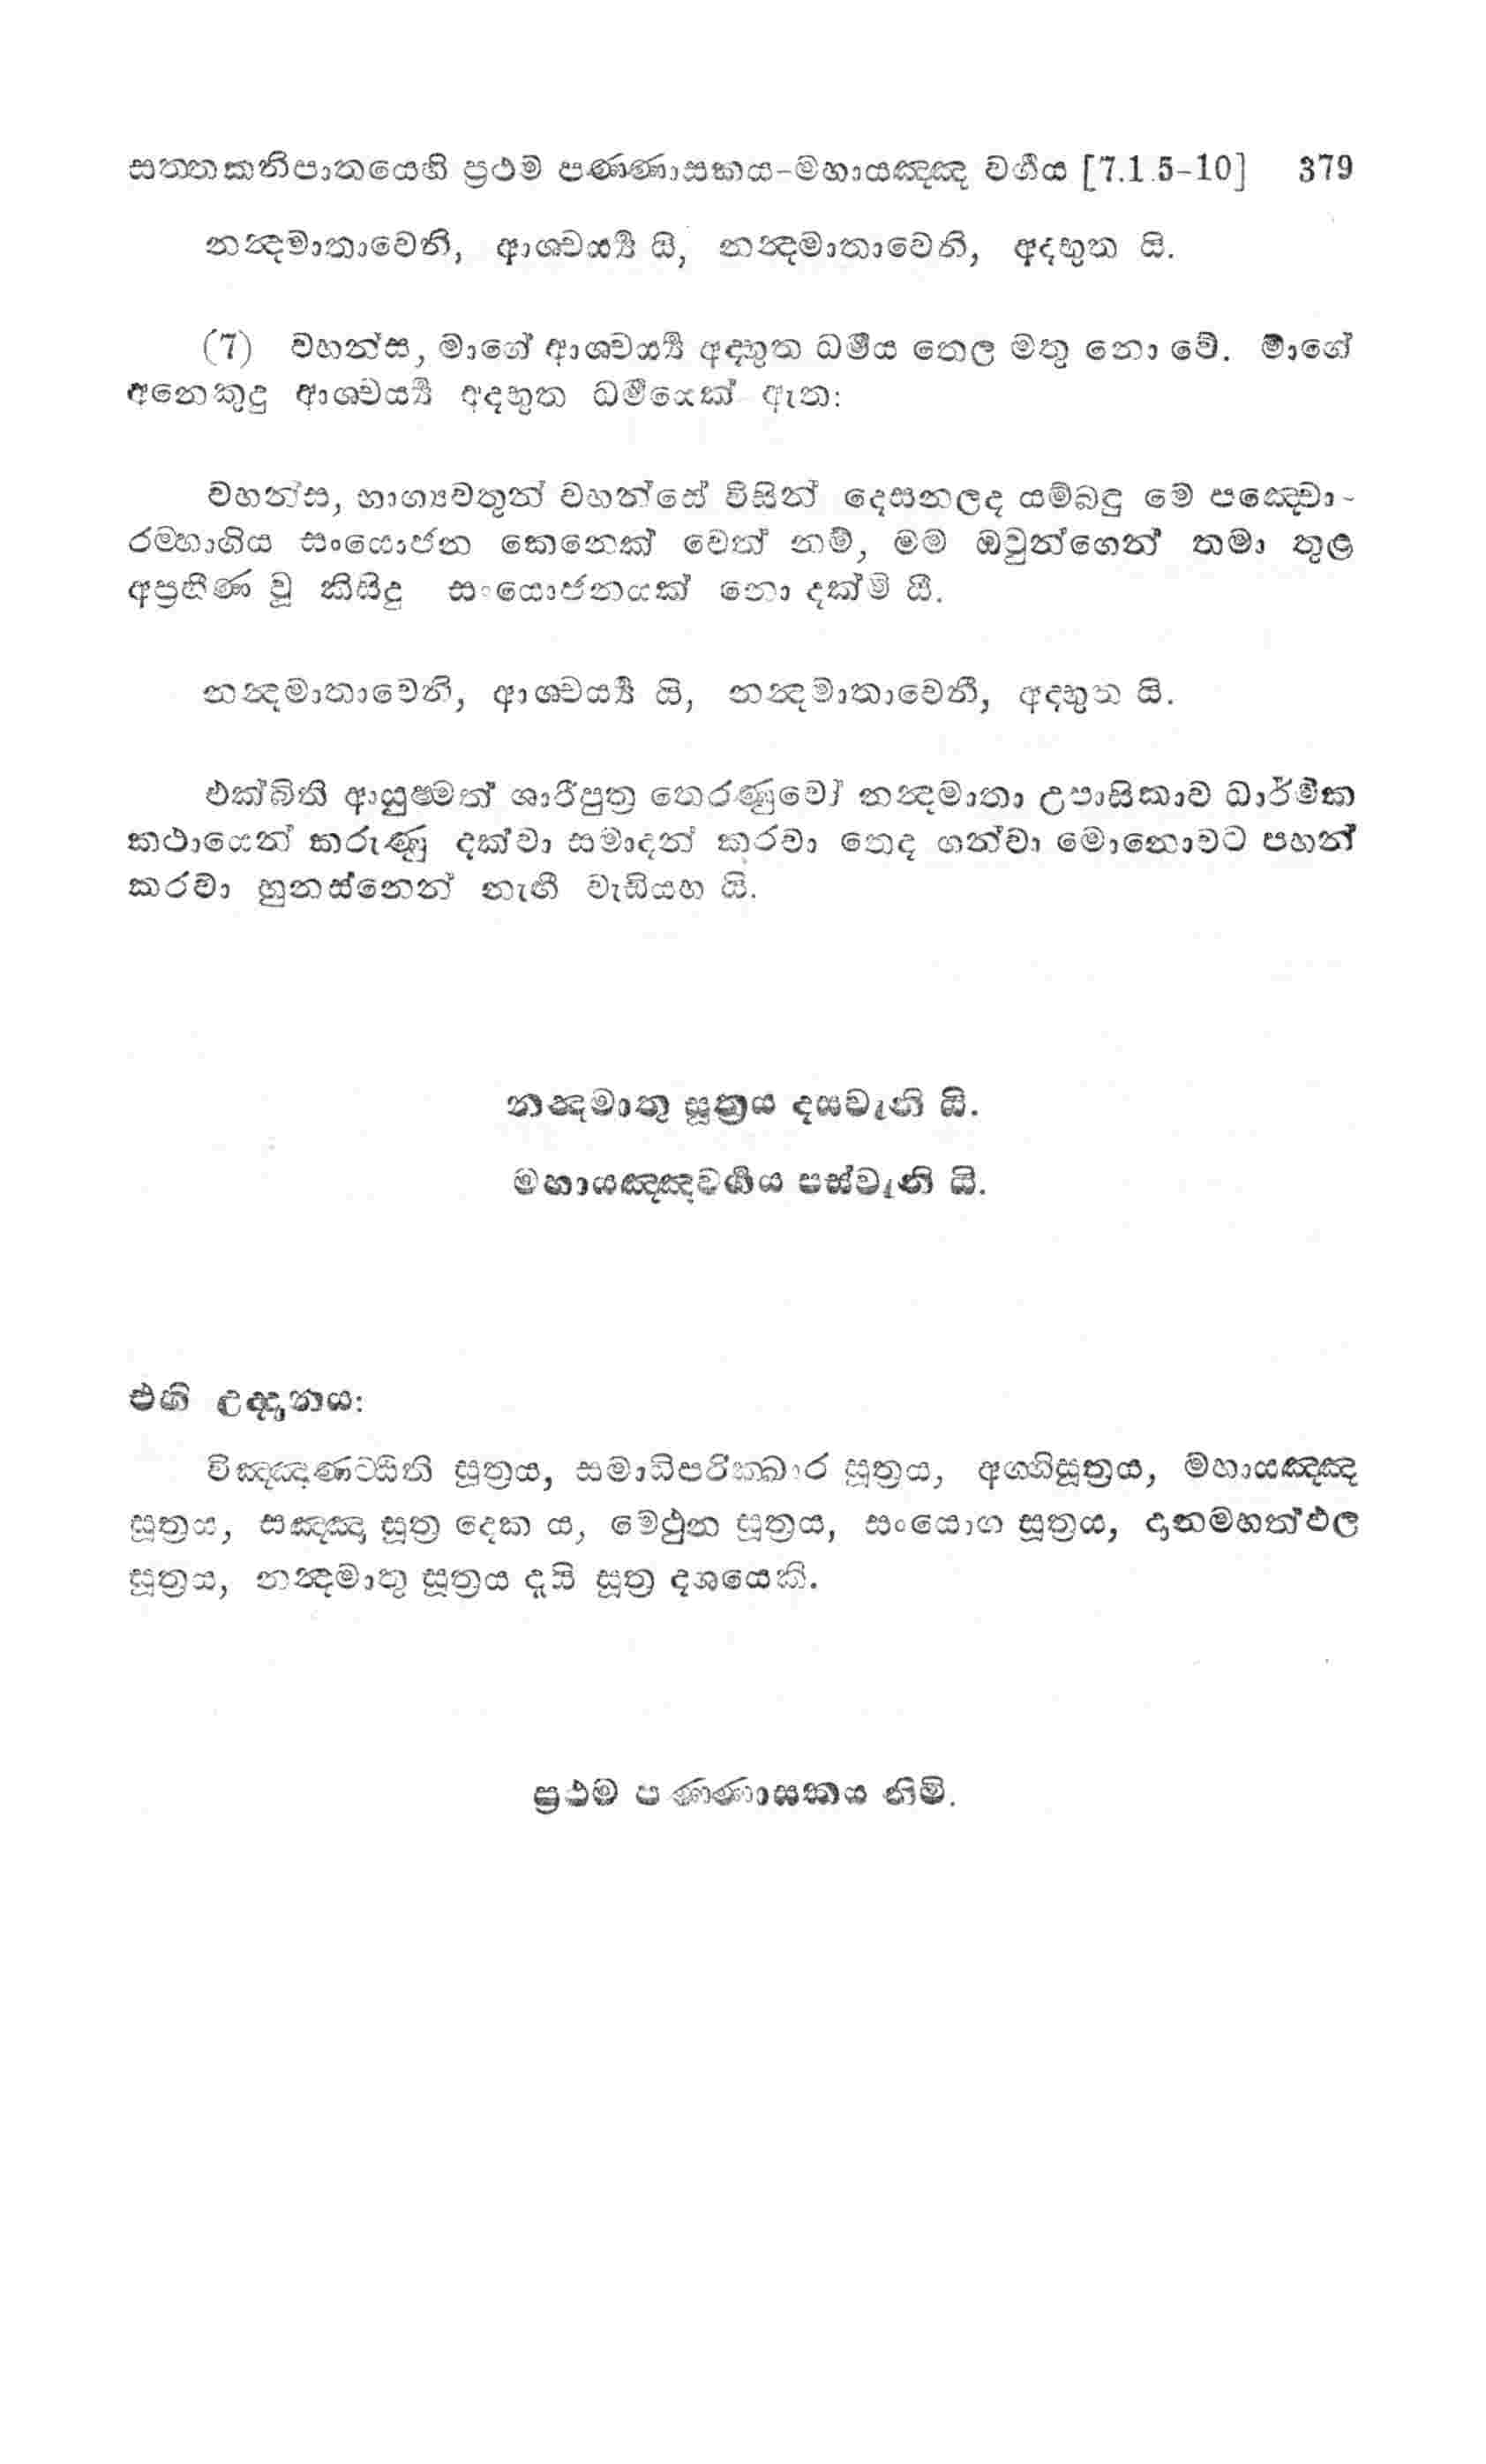 සත්තකනිපාතයෙහි ප්‍රථම පණ්ණාසකය-මහායඤ්ඤ වර්ගය [7.1.5-10] 379
නන්දමාතාවෙනි, ආශ්චර්ය්‍ය යි, නන්දමාතාවෙනි, අද්භුත යි.
(7) වහන්ස, මාගේ ආශ්චර්ය්‍ය අද්භුත ධර්මය තෙල මතු නො වේ. මාගේ
අනෙකුදු ආශ්චර්ය්‍ය අද්භුත ධර්මයෙක් ඇත:
වහන්ස, භාග්‍යවතුන් වහන්සේ විසින් දෙසනලද යම්බඳු මේ පඤ්චො-
රම්භාගිය සංයොජන කෙනෙක් වෙත් නම්, මම ඔවුන්ගෙන් තමා තුළ
අප්‍රහීණ වූ කිසිදු සංයොජනයක් නො දක්මි යි.
නන්දමාතාවෙනි, ආශ්චර්ය්‍ය යි, නන්දමාතාවෙනි, අද්භුත යි.
එක්බිති ආයුෂ්මත් ශාරීපුත්‍ර තෙරණුවෝ නන්දමාතා උපාසිකාව ධාර්මික
කථායෙන් කරුණු දක්වා සමාදන් කරවා තෙද ගන්වා මොනොවට පහන්
කරවා හුනස්නෙන් නැඟී වැඩියහ යි.
නන්දමාතු සූත්‍රය දසවැනි යි.
මහායඤ්ඤවර්ගය පස්වැනි යි.
එහි උද්දානය:
විඤ්ඤාණට්ඨිති සූත්‍රය, සමාධිපරික්ඛාර සූත්‍රය, අග්ගිසූත්‍රය, මහායඤ්ඤ
සූත්‍රය, සඤ්ඤා සූත්‍ර දෙක ය, මේථුන සූත්‍රය, සංයොග සූත්‍රය, දානමහත්ඵල
සූත්‍රය, නන්දමාතු සූත්‍රය දැයි සූත්‍ර දශයෙකි.
ප්‍රථම පණ්ණාසකය නිමි.